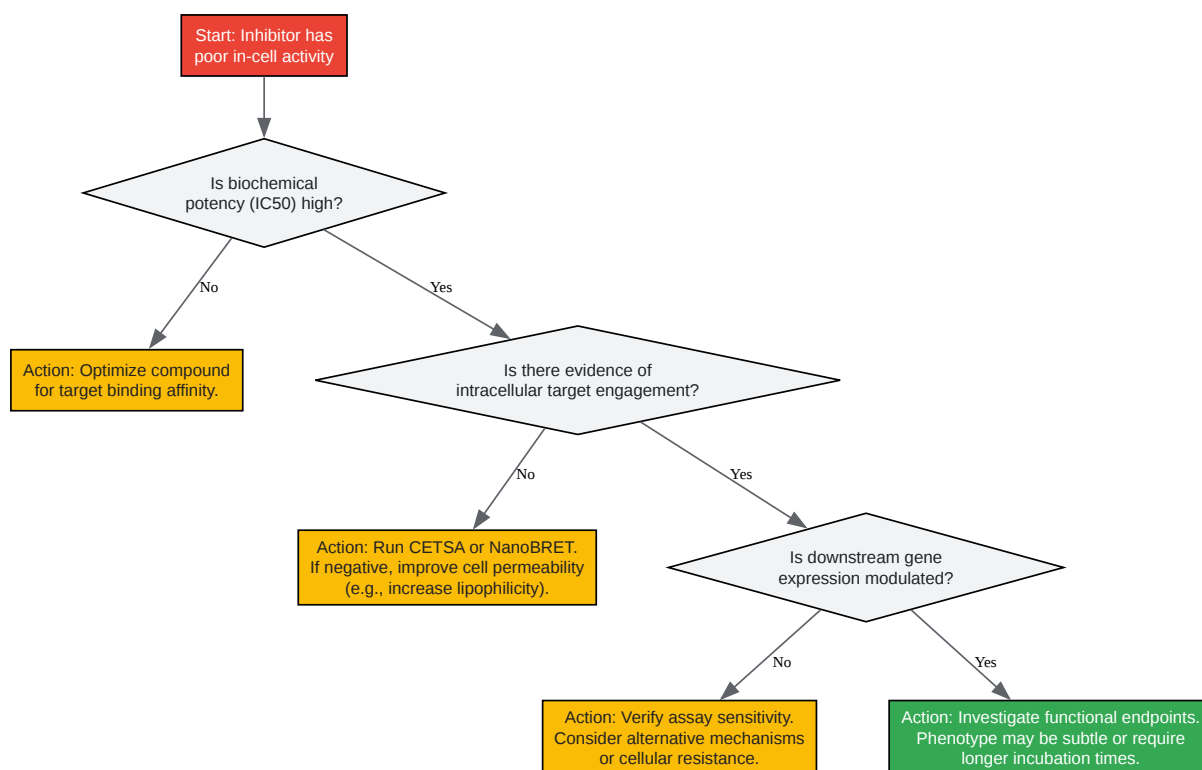 Start: Inhibitor has
poor in-cell activity
Is biochemical
potency (IC50) high?
No
Yes
Action: Optimize compound
for target binding affinity.
Is there evidence of
intracellular target engagement?
No
Yes
Action: Run CETSA or NanoBRET.
If negative, improve cell permeability
(e.g., increase lipophilicity).
Is downstream gene
expression modulated?
No
Yes
Action: Verify assay sensitivity.
Consider alternative mechanisms
or cellular resistance.
Action: Investigate functional endpoints.
Phenotype may be subtle or require
longer incubation times.